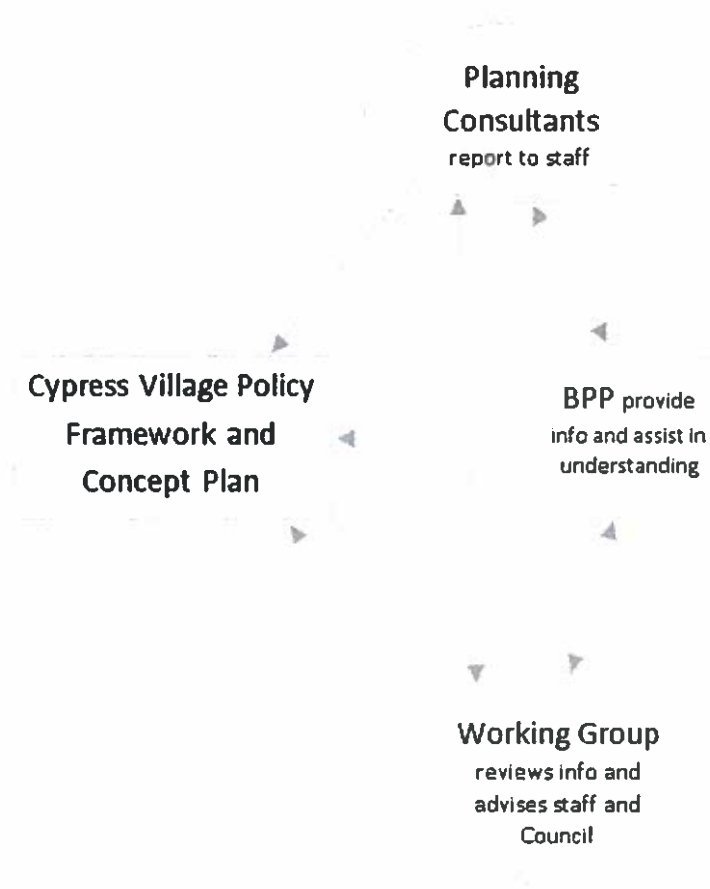 Planning
Consultants
report to staff
Cypress Village Policy
Framework and
Concept Plan
BPP provide
info and assist in
understanding
Working Group
reviews info and
advises staff and
Council